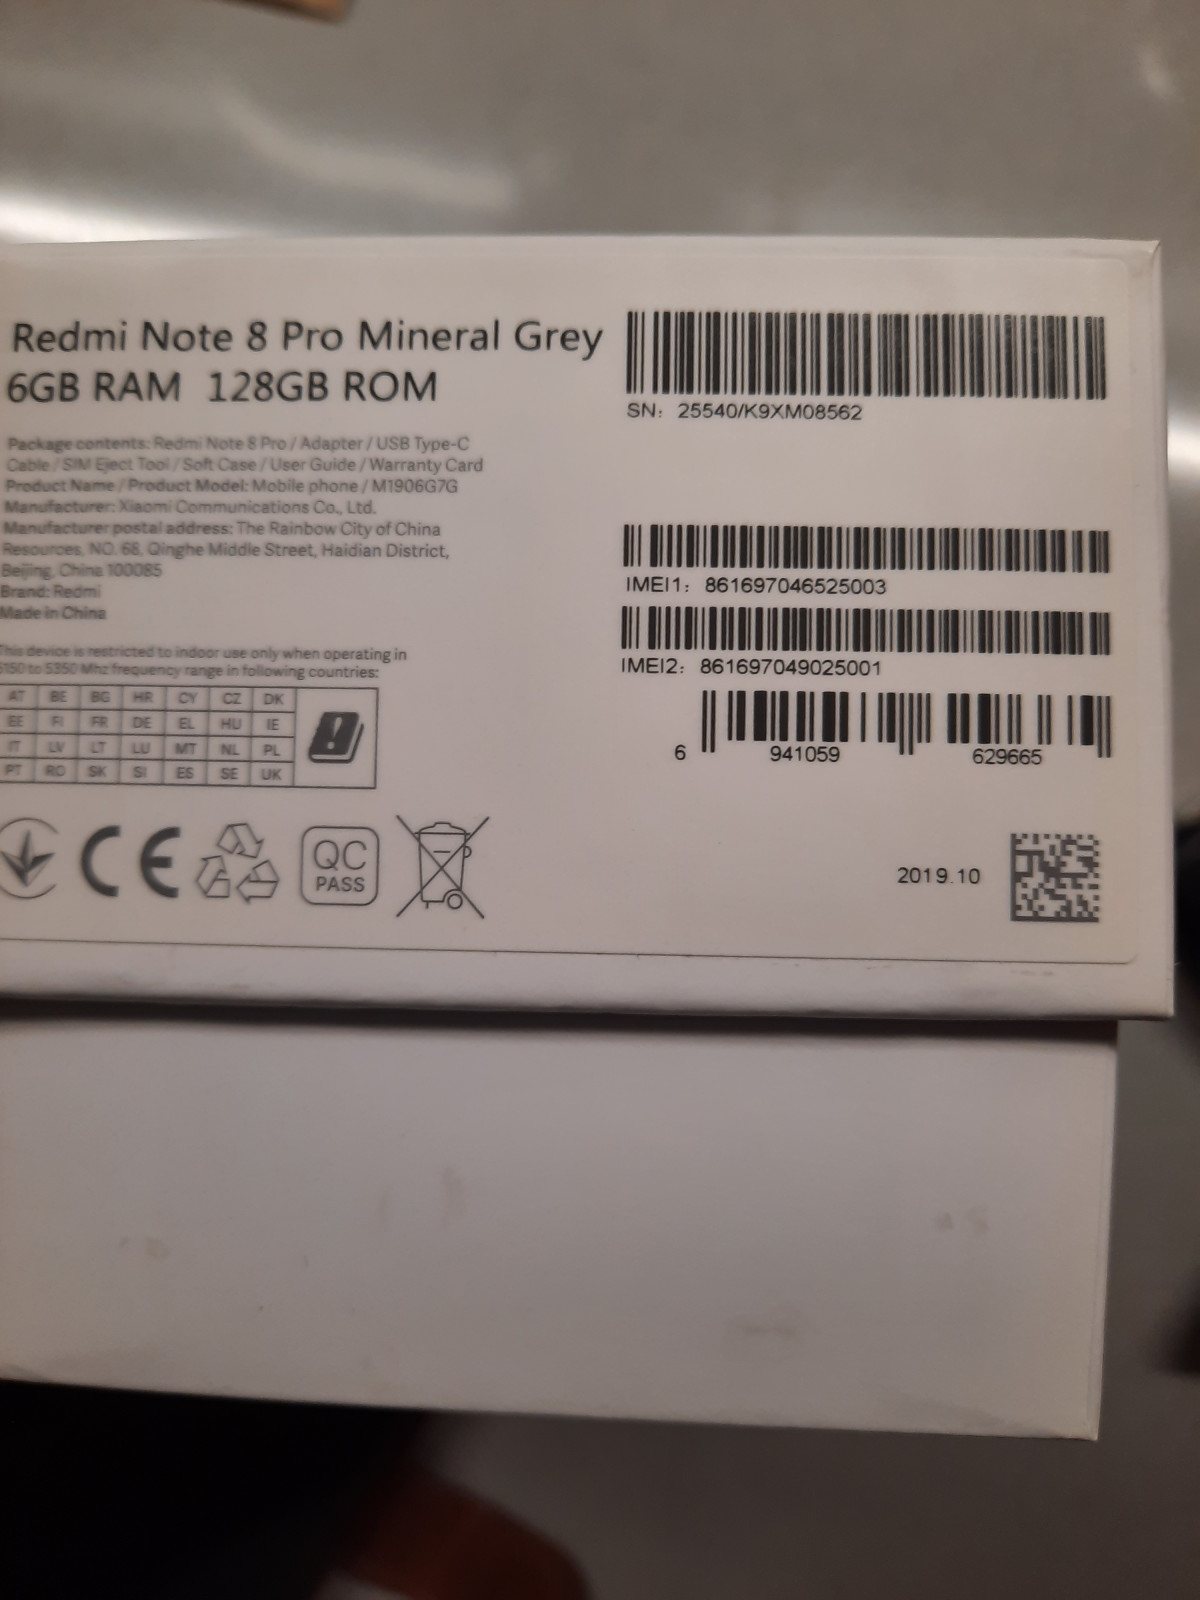 Redmi Note 8 Pro Mineral Grey
6GB RAM 128GB ROM
Package contents: Redmi Note 8 Pro / Adapter / USB Type-C
Cable / SIM Eject Tool / Soft Case / User Guide / Warranty Card
Product Name / Product Model: Mobile phone / M1906G7G
Manufacturer: Xiaomi Communications Co., Ltd.
Manufacturer postal address: The Rainbow City of China
Resources, NO. 68, Qinghe Middle Street, Haidian District,
Beijing, China 100085
Brand: Redmi
Made in China
This device is restricted to indoor use only when operating in
5150 to 5350 Mhz frequency range in following countries:
AT BE BG HR CY CZ DK
EE FI FR DE EL HU IE
IT LV LT LU MT NL PL
PT RO SK SI ES SE UK
CE
QC
PASS
SN: 25540/K9XM08562
IMEI1: 861697046525003
IMEI2: 861697049025001
6 941059 629665
2019.10